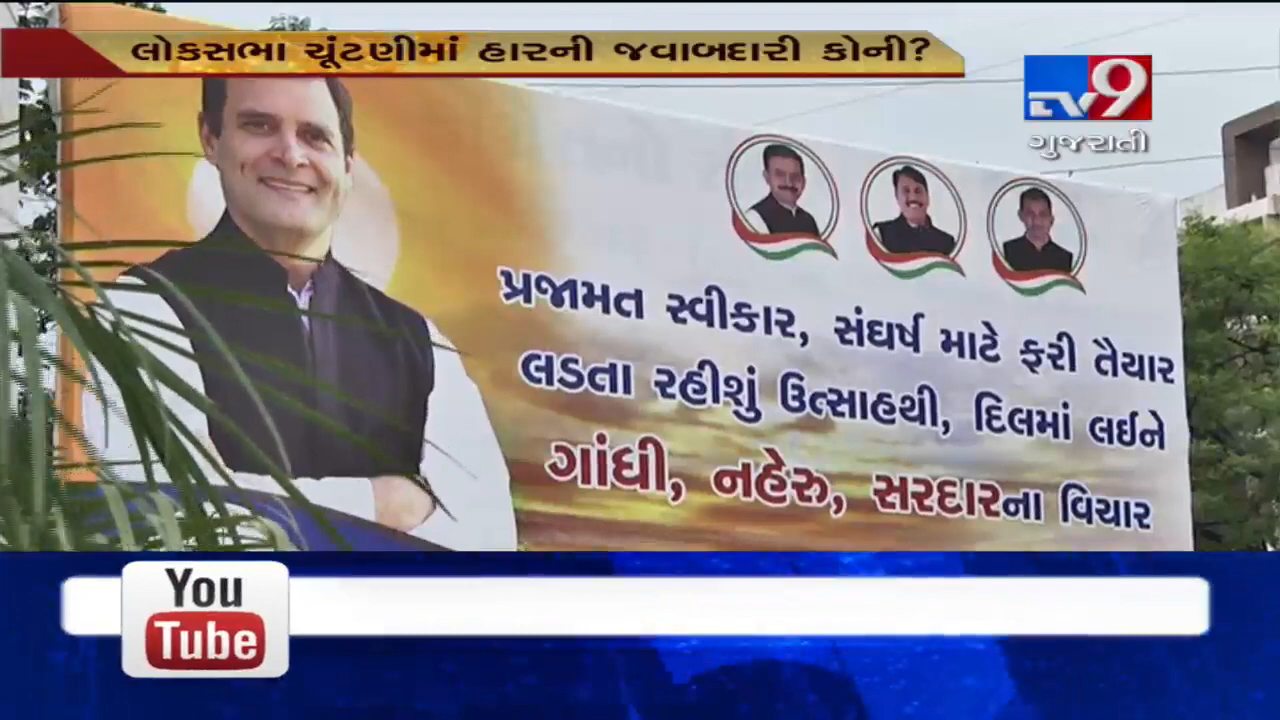 લોકસભા ચૂંટણીમાં હારની જવાબદારી કોની?
TV9
ગુજરાતી
પ્રજામત સ્વીકાર, સંઘર્ષ માટે ફરી તૈયાર
લડતા રહીશું ઉત્સાહથી, દિલમાં લઇને
ગાંધી, નહેરુ, સરદારના વિચાર
You
Tube